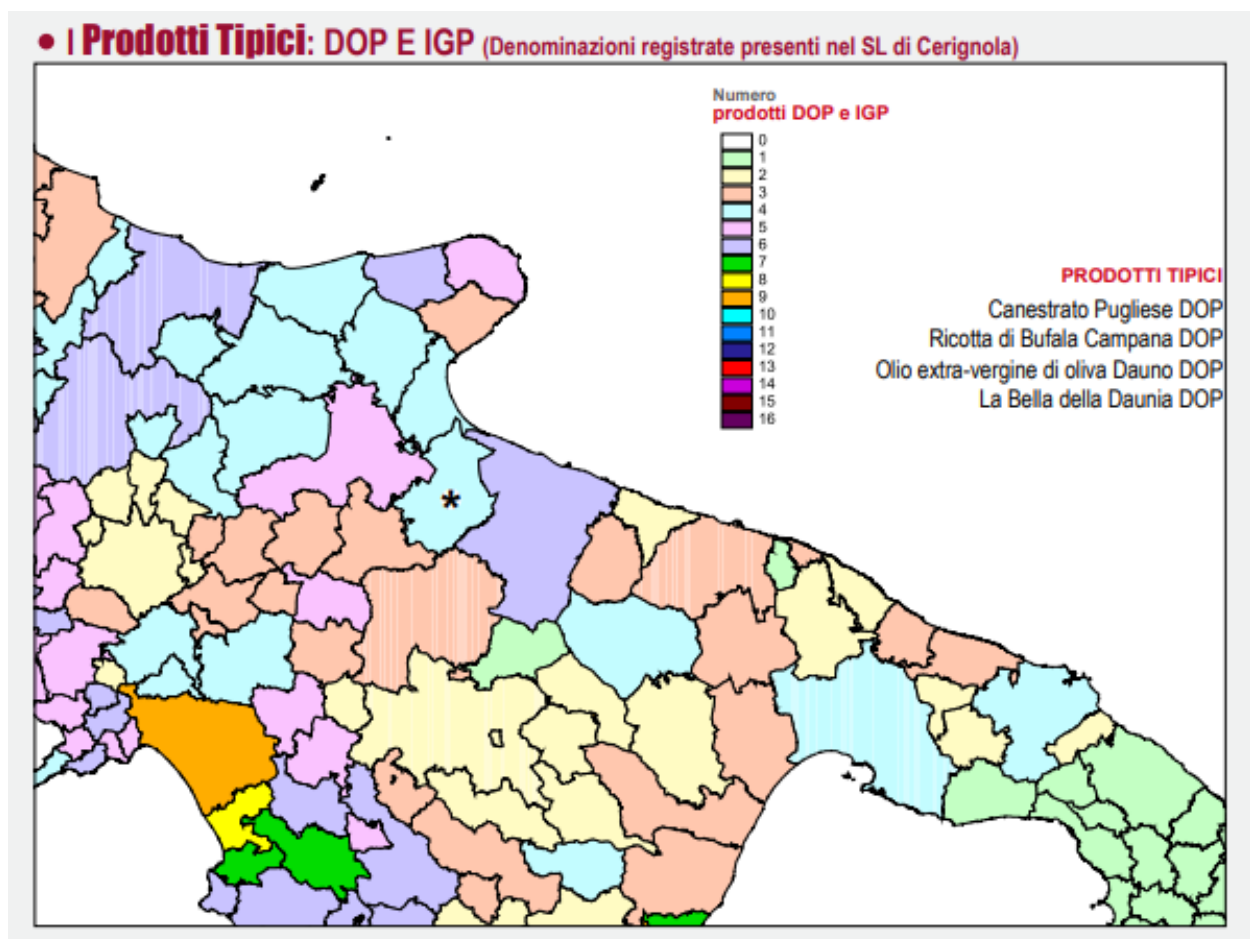 • I Prodotti Tipici: DOP E IGP (Denominazioni registrate presenti nel SL di Cerignola)
Numero
prodotti DOP e IGP
0
1
2
3
4
5
6
7
8
9
10
11
12
13
14
15
16
PRODOTTI TIPICI
Canestrato Pugliese DOP
Ricotta di Bufala Campana DOP
Olio extra-vergine di oliva Dauno DOP
La Bella della Daunia DOP
*